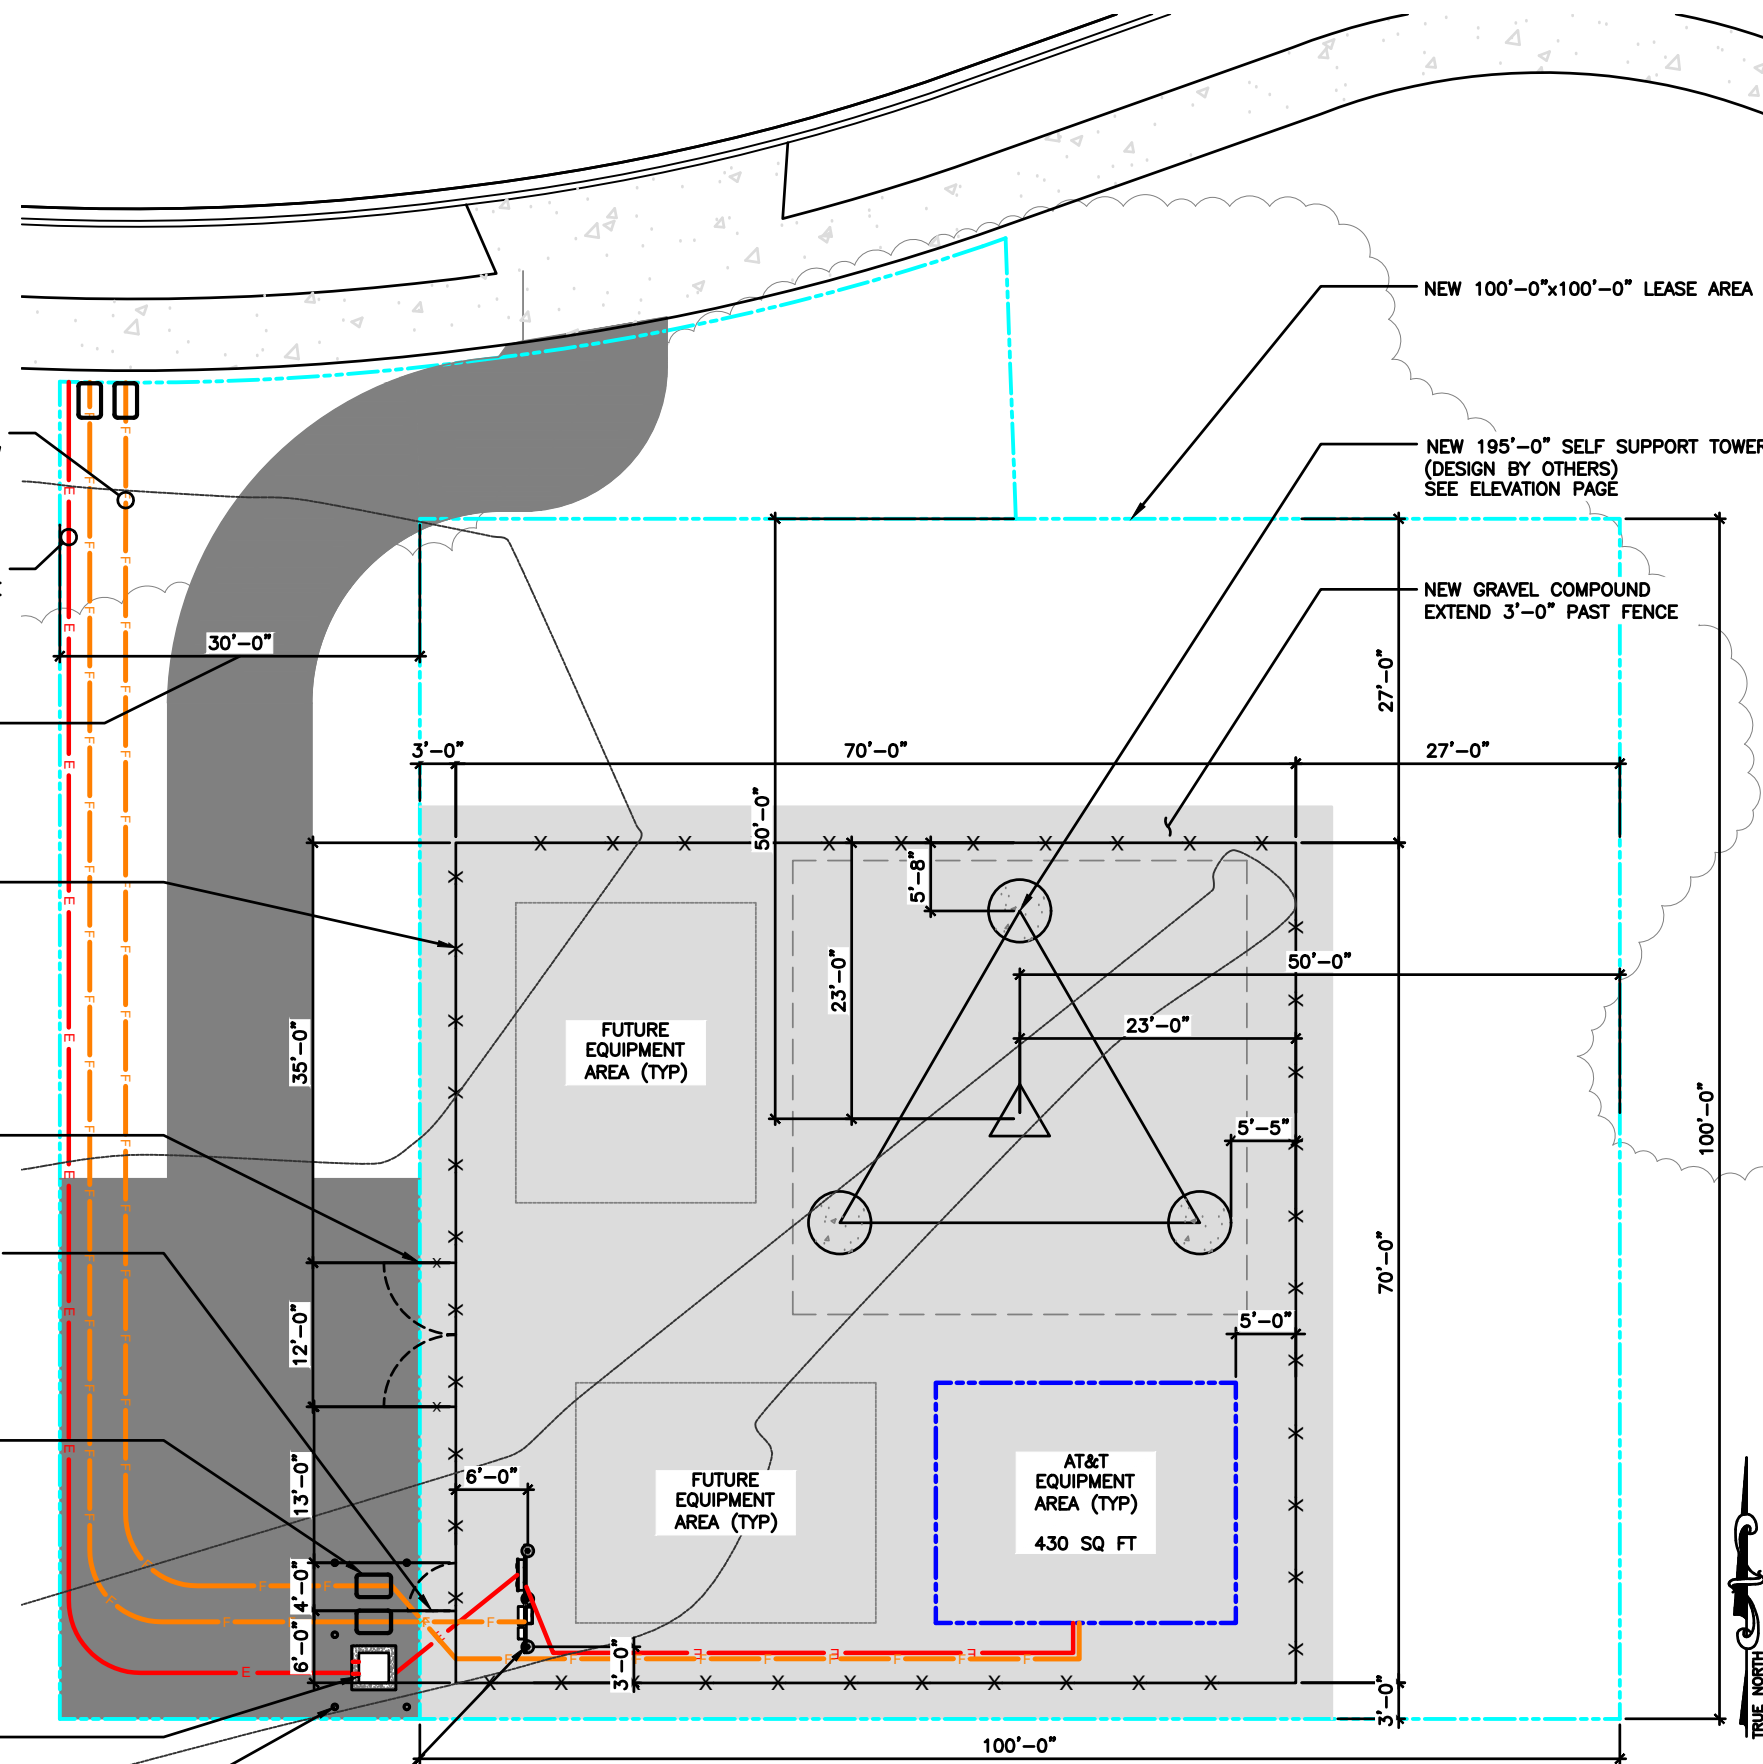 NEW 100'-0"x100'-0" LEASE AREA
NEW 195'-0" SELF SUPPORT TOWER
(DESIGN BY OTHERS)
SEE ELEVATION PAGE
NEW GRAVEL COMPOUND
EXTEND 3'-0" PAST FENCE
30'-0"
27'-0"
3'-0"
70'-0"
27'-0"
50'-0"
5'-8"
23'-0"
50'-0"
23'-0"
35'-0"
FUTURE
EQUIPMENT
AREA (TYP)
100'-0"
5'-5"
70'-0"
5'-0"
12'-0"
13'-0"
6'-0"
FUTURE
EQUIPMENT
AREA (TYP)
AT&T
EQUIPMENT
AREA (TYP)
430 SQ FT
4'-0"
6'-0"
3'-0"
3'-0"
100'-0"
TRUE NORTH